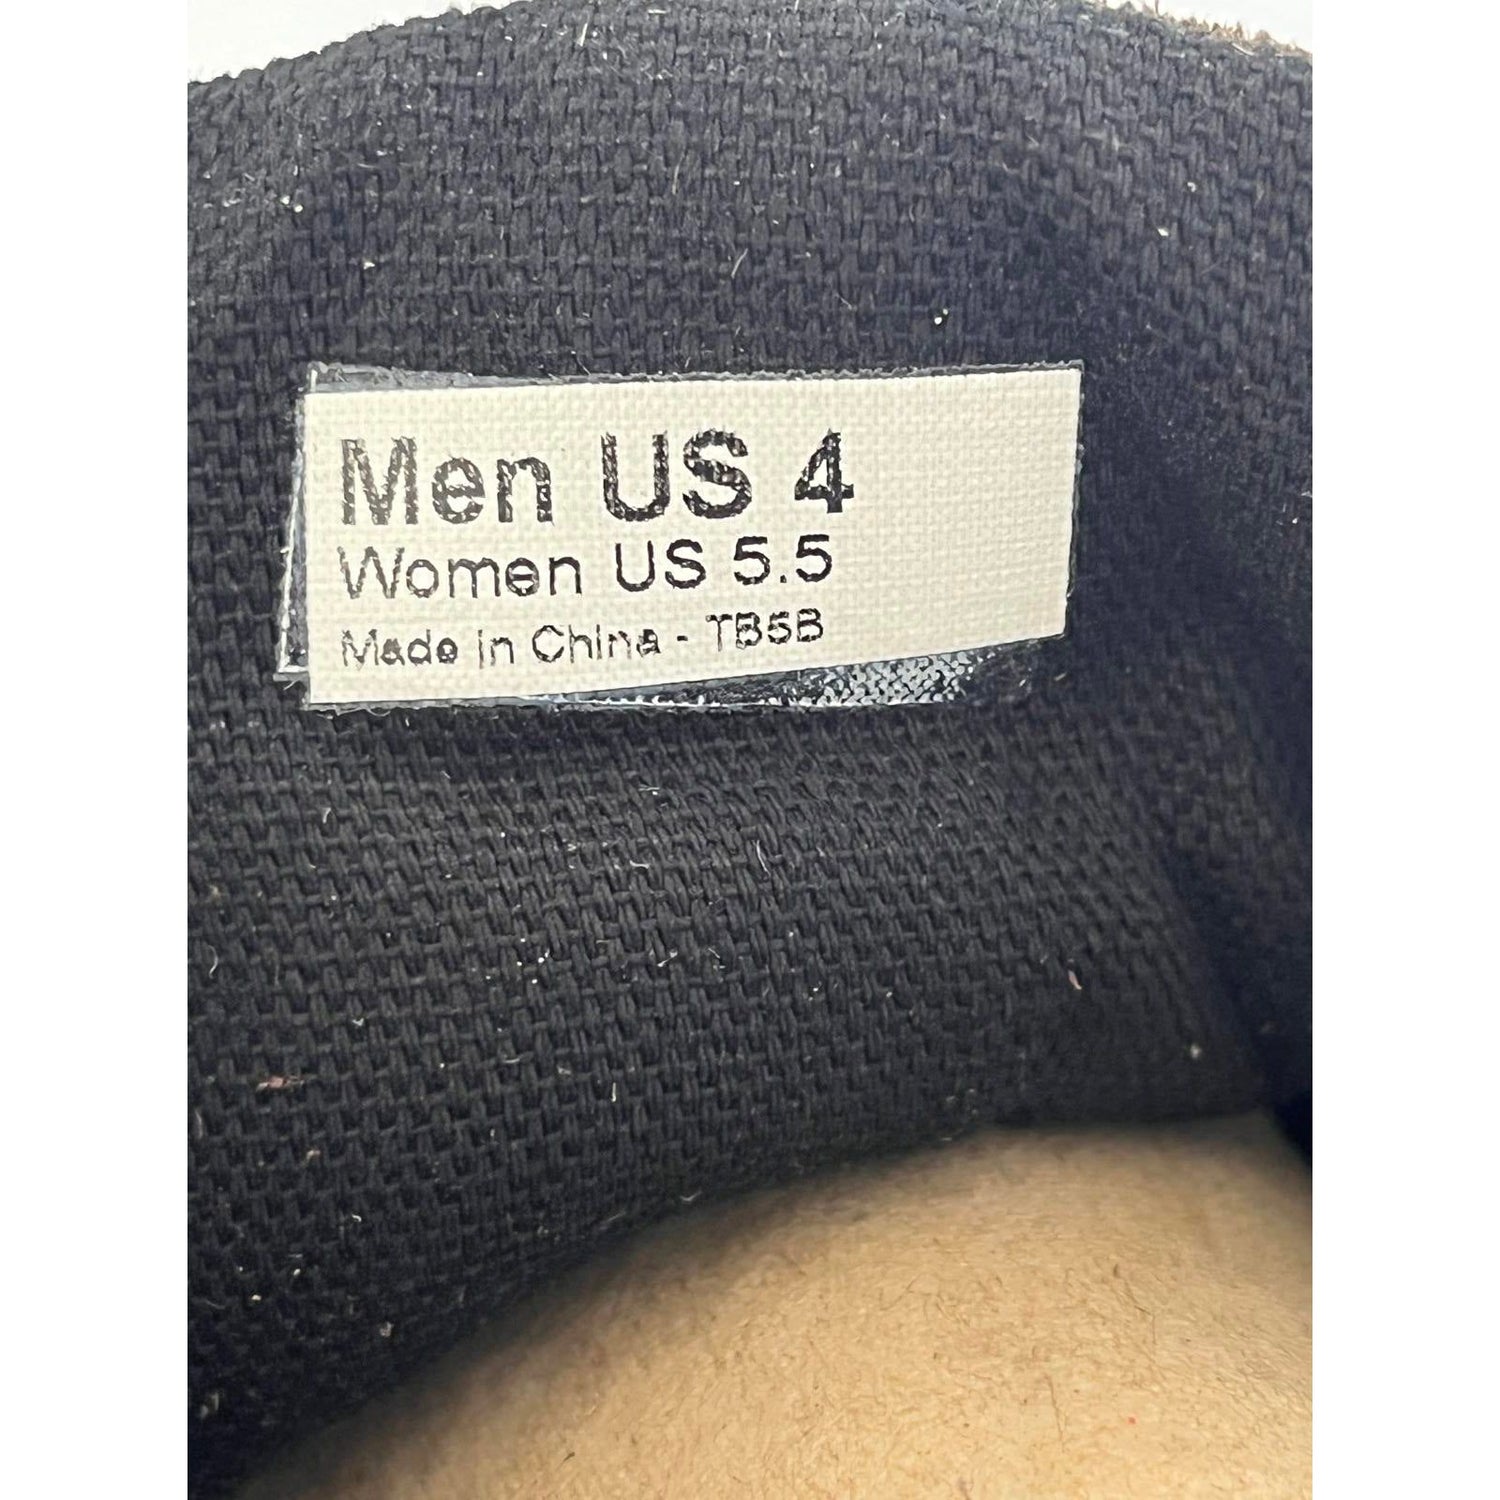 Men US 4
Women US 5.5
Made in China - TB5B